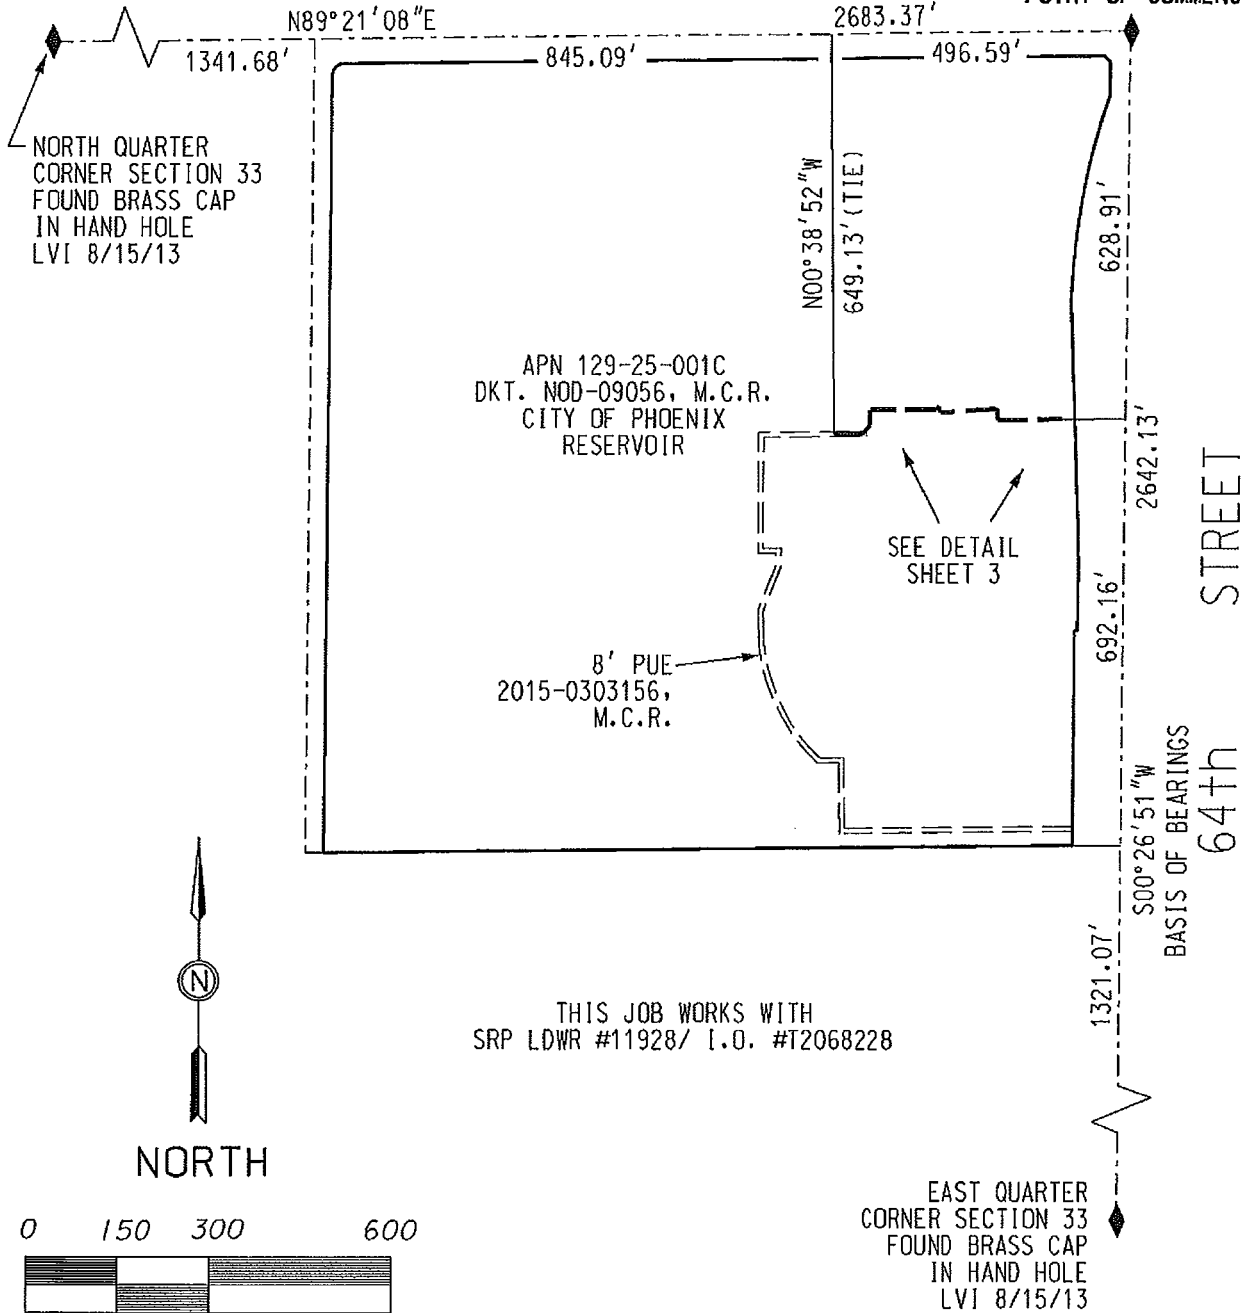 N89°21'08"E
2683.37'
1341.68'
845.09'
496.59'
NORTH QUARTER
CORNER SECTION 33
FOUND BRASS CAP
IN HAND HOLE
LVI 8/15/13
N00°38'52"W
649.13'(TIE)
628.91'
APN 129-25-001C
DKT. NOD-09056, M.C.R.
CITY OF PHOENIX
RESERVOIR
2642.13'
SEE DETAIL
SHEET 3
64th STREET
692.16'
8' PUE
2015-0303156,
M.C.R.
S00°26'51"W
BASIS OF BEARINGS
1321.07'
THIS JOB WORKS WITH
SRP LDWR #11928/ I.O. #T2068228
N
NORTH
0 150 300 600
EAST QUARTER
CORNER SECTION 33
FOUND BRASS CAP
IN HAND HOLE
LVI 8/15/13